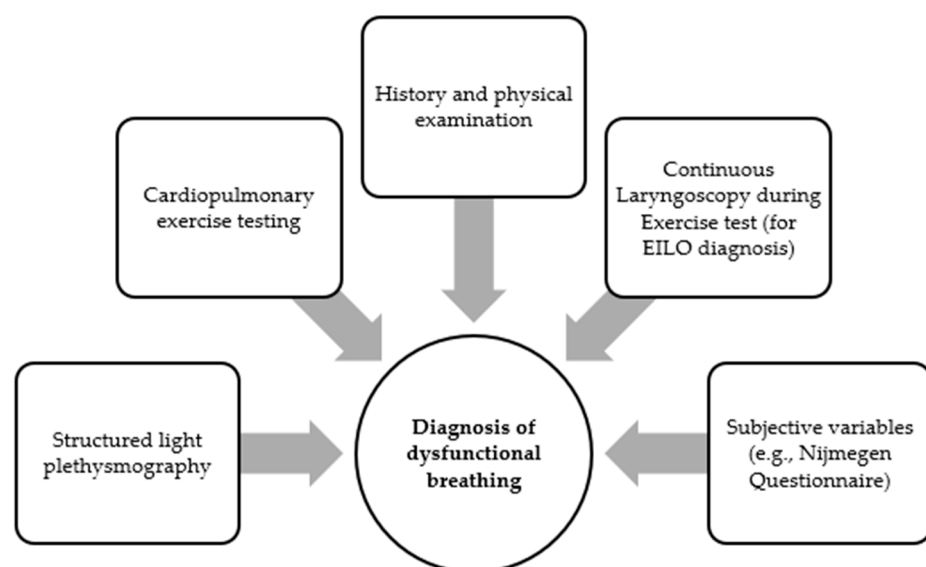 History and physical
examination
Cardiopulmonary
exercise testing
Continuous
Laryngoscopy during
Exercise test (for
EILO diagnosis)
Structured light
plethysmography
Diagnosis of
dysfunctional
breathing
Subjective variables
(e.g., Nijmegen
Questionnaire)